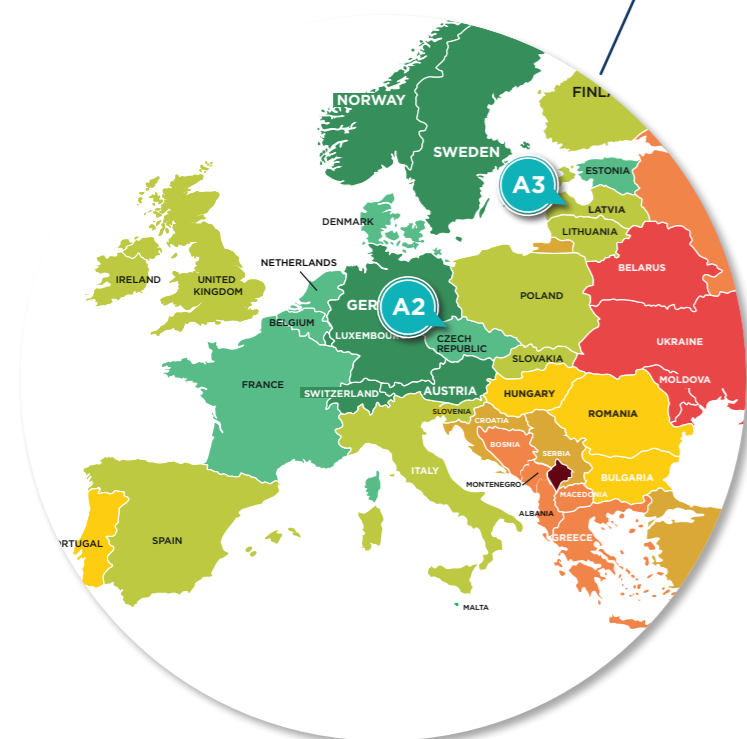 FINL
NORWAY
SWEDEN
A3
ESTONIA
LATVIA
DENMARK
LITHUANIA
NETHERLANDS
BELARUS
IRELAND
UNITED
KINGDOM
POLAND
GER
A2
BELGIUM
LUXEMBOU
CZECH
REPUBLIC
UKRAINE
SLOVAKIA
FRANCE
MOLDOVA
SWITZERLAND
AUSTRIA
HUNGARY
SLOVENIA
ROMANIA
CROATIA
BOSNIA
SERBIA
ITALY
BULGARIA
MONTENEGRO
MACEDONIA
ALBANIA
SPAIN
RTUGAL
GREECE
MALTA